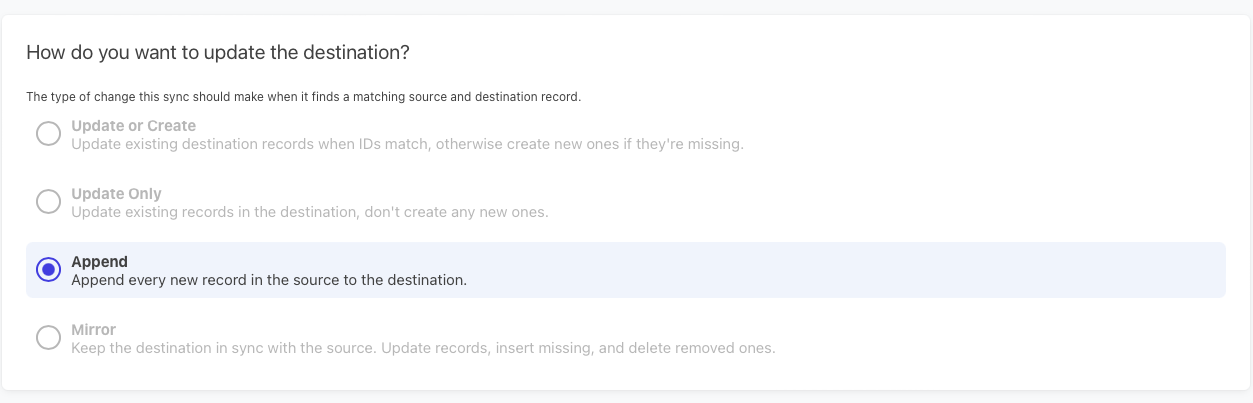 How do you want to update the destination?
The type of change this sync should make when it finds a matching source and destination record.
Update or Create
Update existing destination records when IDs match, otherwise create new ones if they're missing.
Update Only
Update existing records in the destination, don't create any new ones.
Append
Append every new record in the source to the destination.
Mirror
Keep the destination in sync with the source. Update records, insert missing, and delete removed ones.